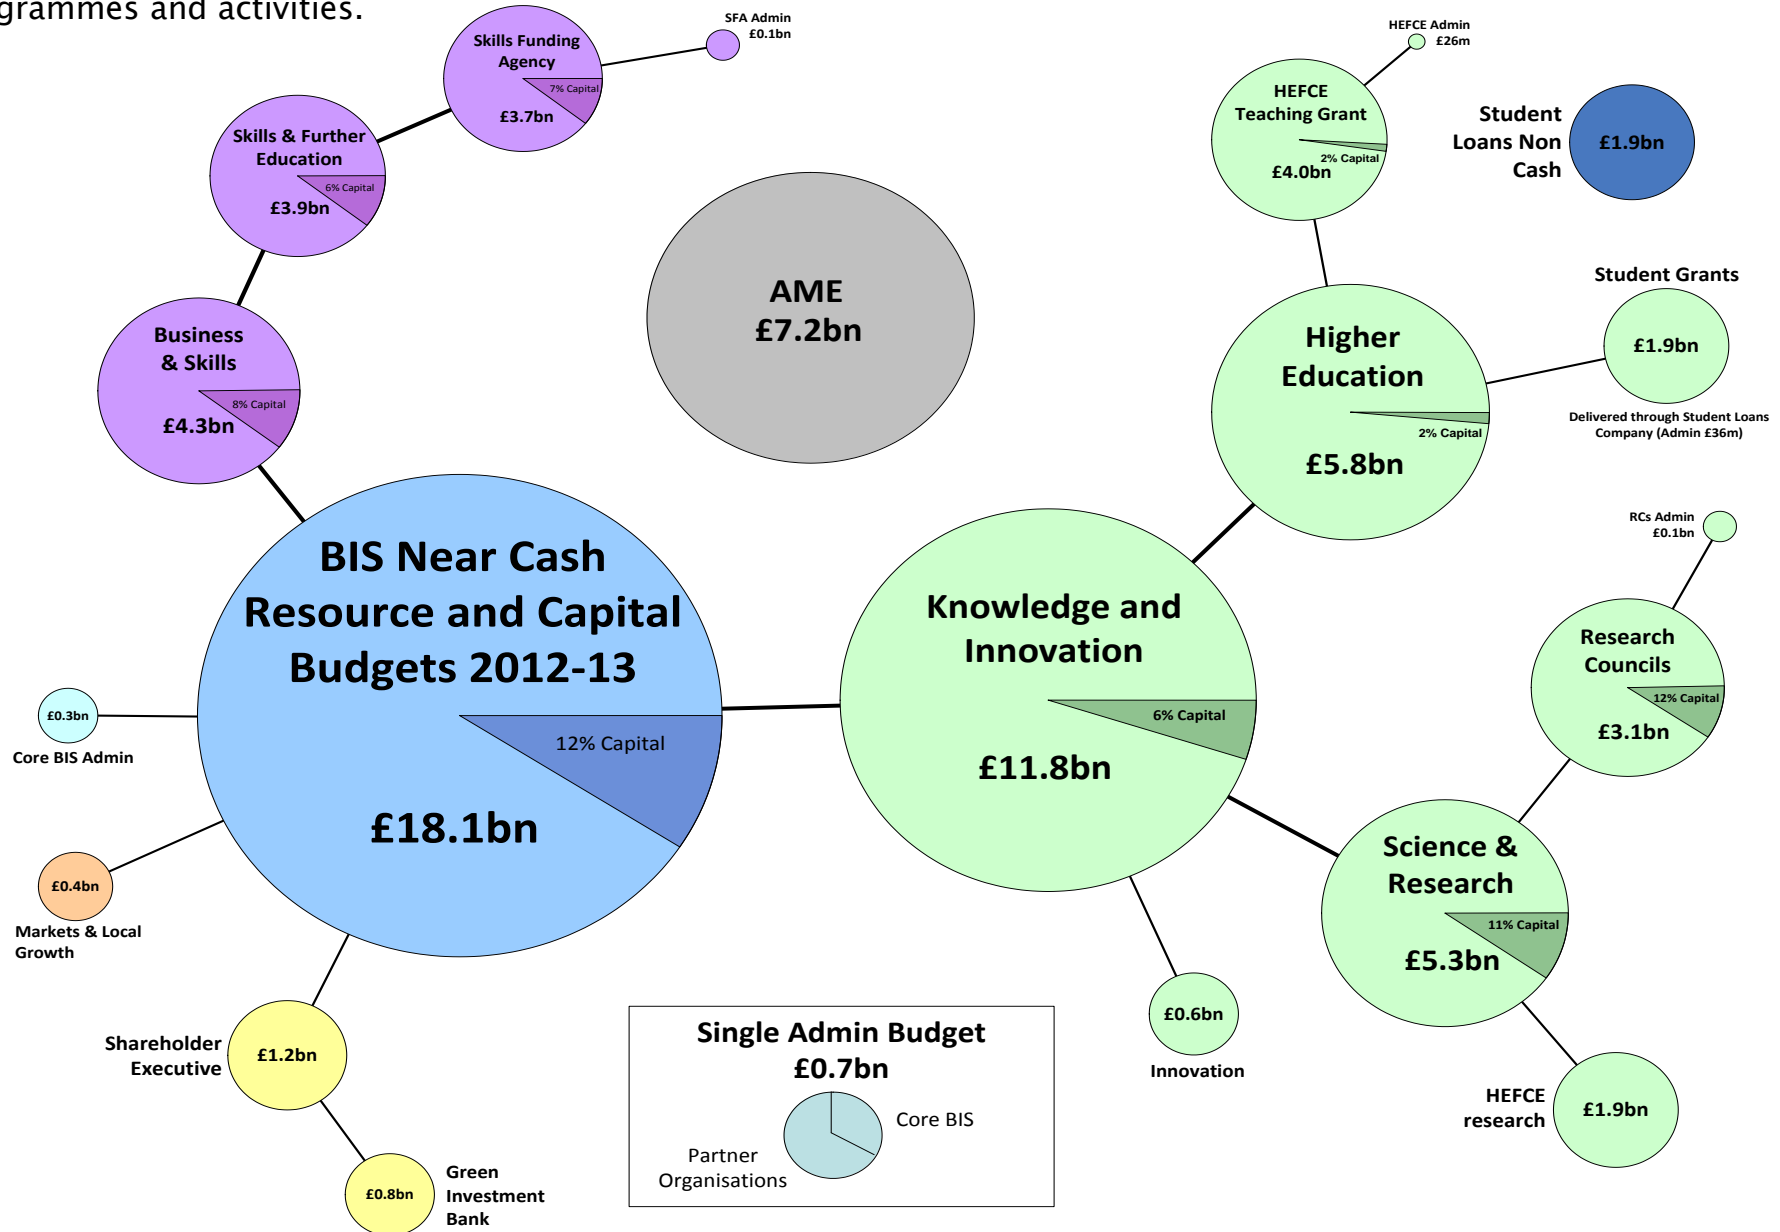 grammes and activities.
SFA Admin
£0.1bn
Skills Funding
Agency
7% Capital
£3.7bn
Skills & Further
Education
6% Capital
£3.9bn
Business
& Skills
8% Capital
£4.3bn
AME
£7.2bn
HEFCE Admin
£26m
HEFCE
Teaching Grant
2% Capital
£4.0bn
Student
Loans Non
Cash
£1.9bn
Higher
Education
2% Capital
£5.8bn
Student Grants
£1.9bn
Delivered through Student Loans
Company (Admin £36m)
BIS Near Cash
Resource and Capital
Budgets 2012-13
12% Capital
£18.1bn
Knowledge and
Innovation
6% Capital
£11.8bn
RCs Admin
£0.1bn
Research
Councils
12% Capital
£3.1bn
Science &
Research
11% Capital
£5.3bn
£0.3bn
Core BIS Admin
£0.4bn
Markets & Local
Growth
Shareholder
Executive
£1.2bn
£0.8bn
Green
Investment
Bank
Single Admin Budget
£0.7bn
Core BIS
Partner
Organisations
£0.6bn
Innovation
HEFCE
research
£1.9bn